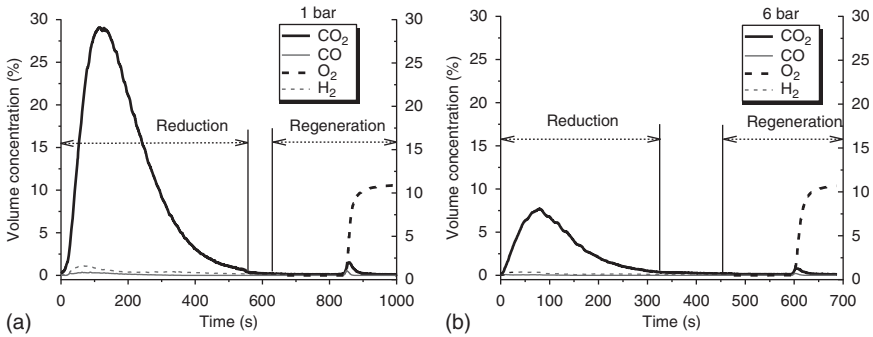 1 bar
CO₂
CO
O₂
H₂
Reduction
Regeneration
Volume concentration (%)
30
25
20
15
10
5
0
30
25
20
15
10
5
0
0 200 400 600 800 1000
Time (s)
(a)
6 bar
CO₂
CO
O₂
H₂
Reduction
Regeneration
Volume concentration (%)
30
25
20
15
10
5
0
30
25
20
15
10
5
0
0 100 200 300 400 500 600 700
Time (s)
(b)